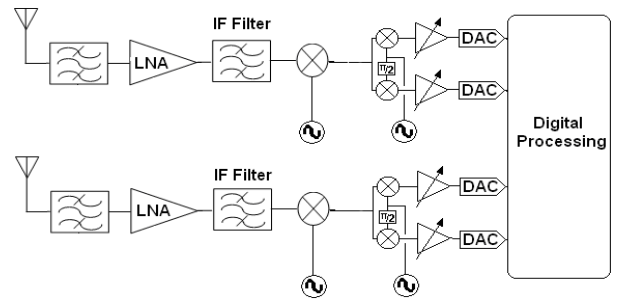 IF Filter
LNA
π/2
DAC
DAC
Digital
Processing
IF Filter
LNA
π/2
DAC
DAC